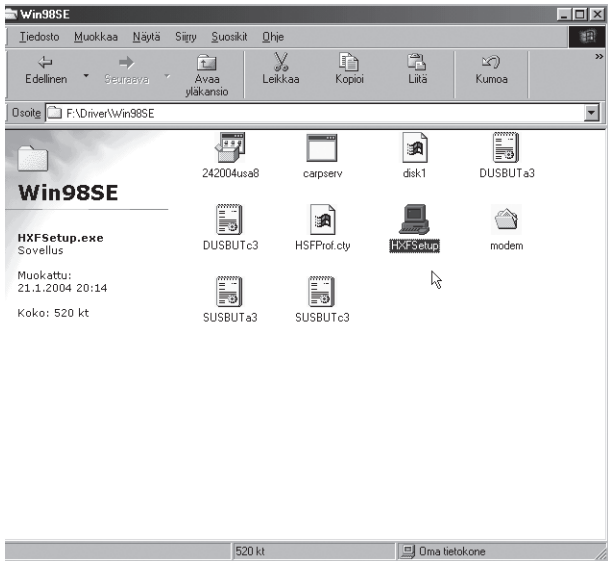 Win98SE
Tiedosto Muokkaa Näytä Siirry Suosikit Ohje
Edellinen Seuraava Avaa yläkansio Leikkaa Kopioi Liitä Kumoa »
Osoite F:\Driver\Win98SE
Win98SE
HXFSetup.exe
Sovellus
Muokattu:
21.1.2004 20:14
Koko: 520 kt
242004usa8 carpserv disk1 DUSBUTa3
DUSBUTc3 HSFProf.cty HXFSetup modem
SUSBUTa3 SUSBUTc3
520 kt Oma tietokone